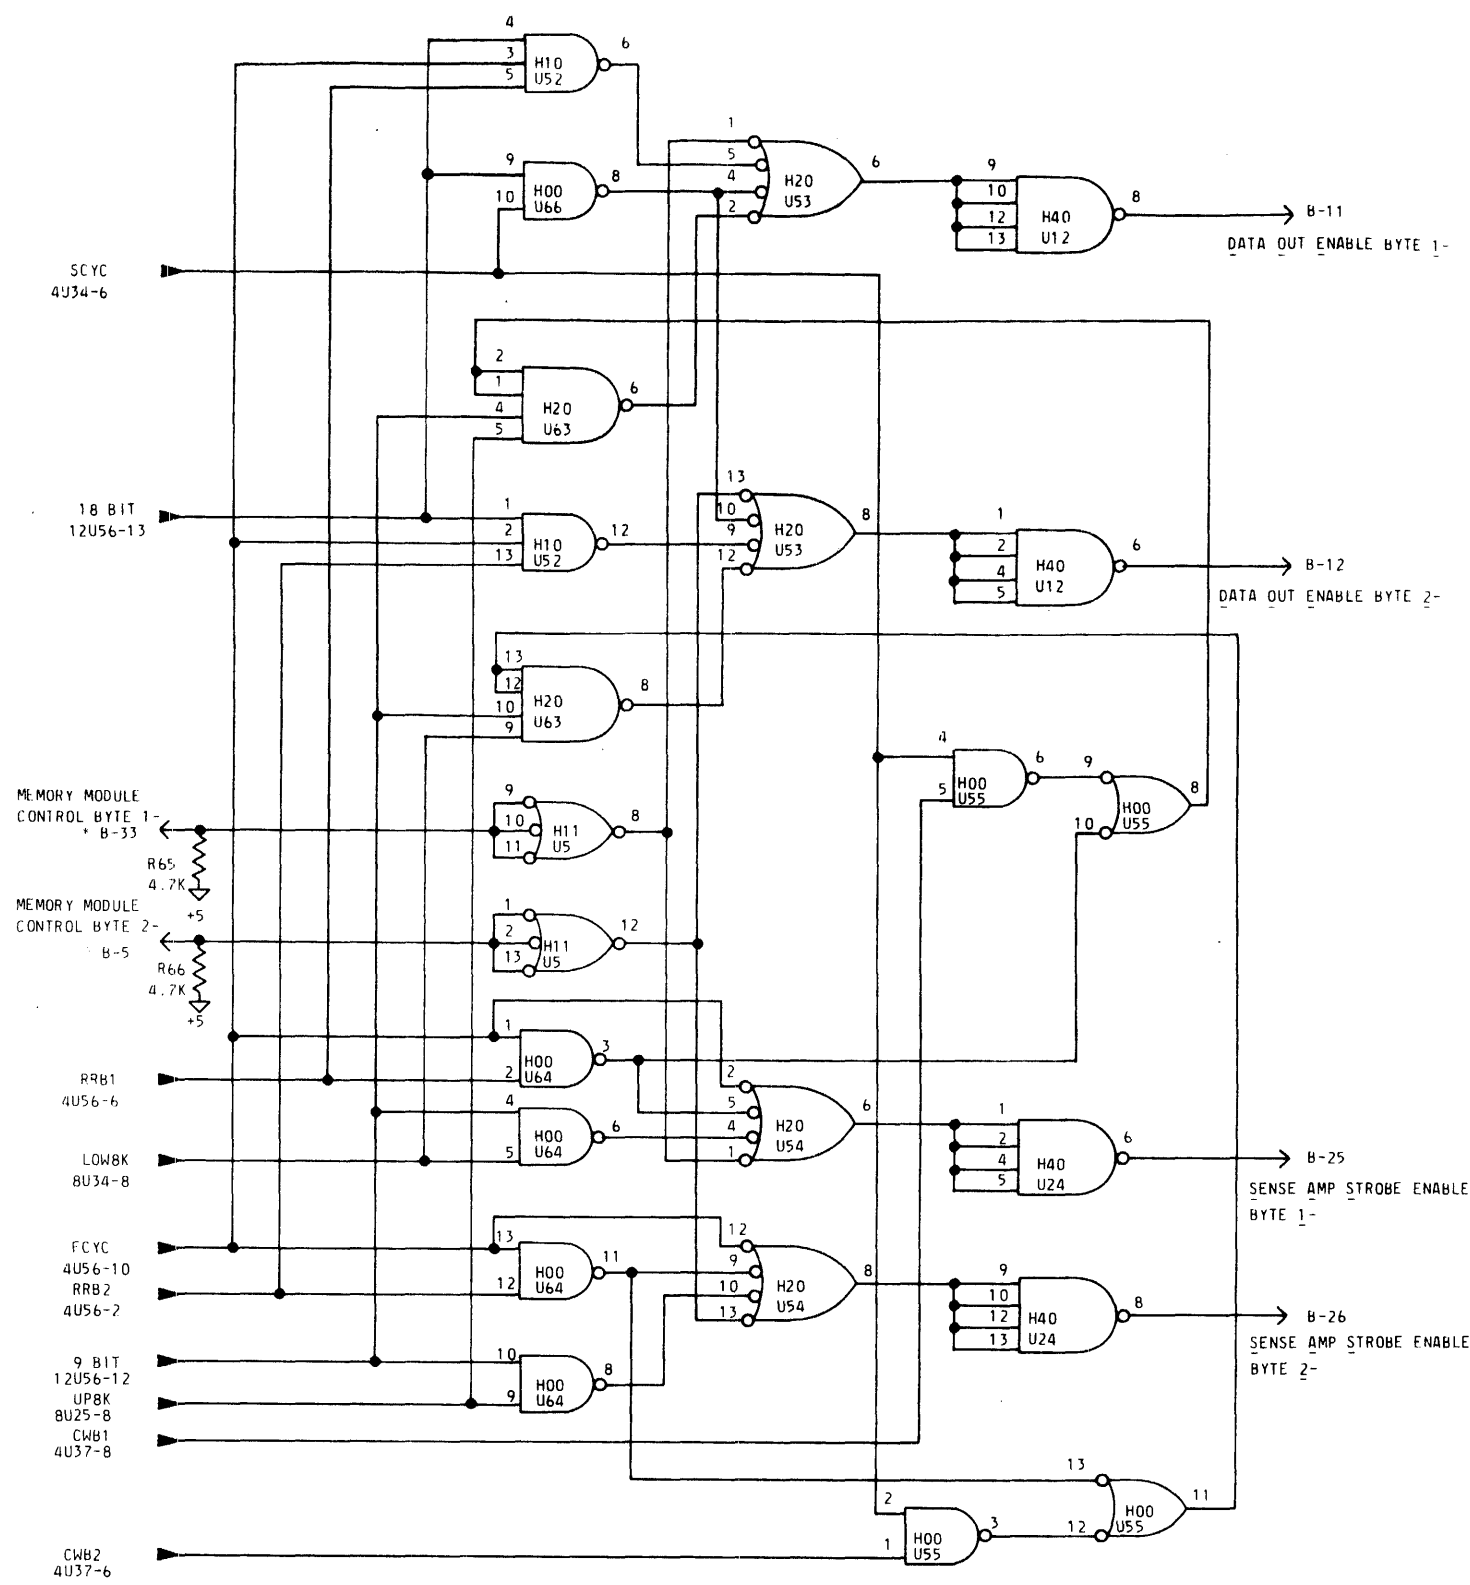 4
3
5
H10
U52
6
9
10
H00
U66
8
1
5
4
2
H20
U53
6
9
10
12
13
H40
U12
8
B-11
DATA OUT ENABLE BYTE 1-
SCYC
4U34-6
2
1
4
5
H20
U63
6
18 BIT
12U56-13
1
2
13
H10
U52
12
13
10
9
12
H20
U53
8
1
2
4
5
H40
U12
6
B-12
DATA OUT ENABLE BYTE 2-
13
12
10
9
H20
U63
8
4
5
H00
U55
6
9
10
H00
U55
8
MEMORY MODULE
CONTROL BYTE 1-
* B-33
R65
4.7K
+5
9
10
11
H11
U5
8
MEMORY MODULE
CONTROL BYTE 2-
B-5
R66
4.7K
+5
1
2
13
H11
U5
12
RRB1
4U56-6
1
2
H00
U64
3
LOW8K
8U34-8
4
5
H00
U64
6
2
5
4
1
H20
U54
6
1
2
4
5
H40
U24
6
B-25
SENSE AMP STROBE ENABLE
BYTE 1-
FCYC
4U56-10
RRB2
4U56-2
13
12
H00
U64
11
12
9
10
13
H20
U54
8
9
10
12
13
H40
U24
8
B-26
SENSE AMP STROBE ENABLE
BYTE 2-
9 BIT
12U56-12
UP8K
8U25-8
10
9
H00
U64
8
CWB1
4U37-8
13
12
H00
U55
11
2
1
H00
U55
3
CWB2
4U37-6